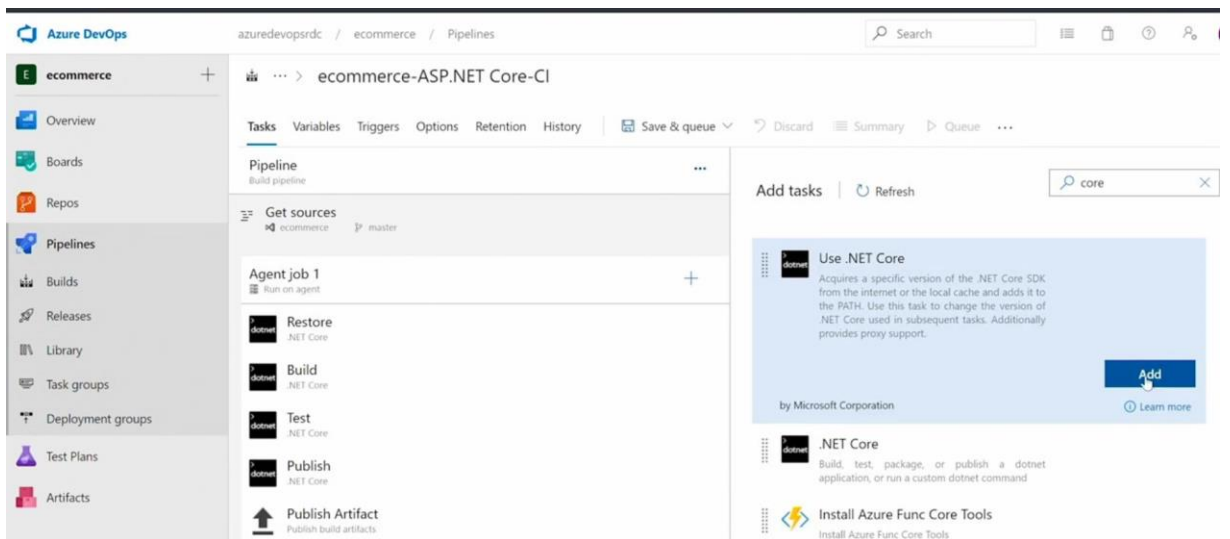 Azure DevOps
azuredevopsrdc / ecommerce / Pipelines
Search
E ecommerce +
... > ecommerce-ASP.NET Core-CI
Overview
Boards
Repos
Pipelines
Builds
Releases
Library
Task groups
Deployment groups
Test Plans
Artifacts
Tasks Variables Triggers Options Retention History Save & queue Discard Summary Queue ...
Pipeline ...
Build pipeline
Get sources
ecommerce master
Agent job 1 +
Run on agent
Restore
dotnet .NET Core
Build
dotnet .NET Core
Test
dotnet .NET Core
Publish
dotnet .NET Core
Publish Artifact
Publish build artifacts
Add tasks Refresh core
Use .NET Core
dotnet
Acquires a specific version of the .NET Core SDK
from the internet or the local cache and adds it to
the PATH. Use this task to change the version of
.NET Core used in subsequent tasks. Additionally
provides proxy support.
Add
by Microsoft Corporation Learn more
.NET Core
dotnet
Build, test, package, or publish a dotnet
application, or run a custom dotnet command
Install Azure Func Core Tools
Install Azure Func Core Tools